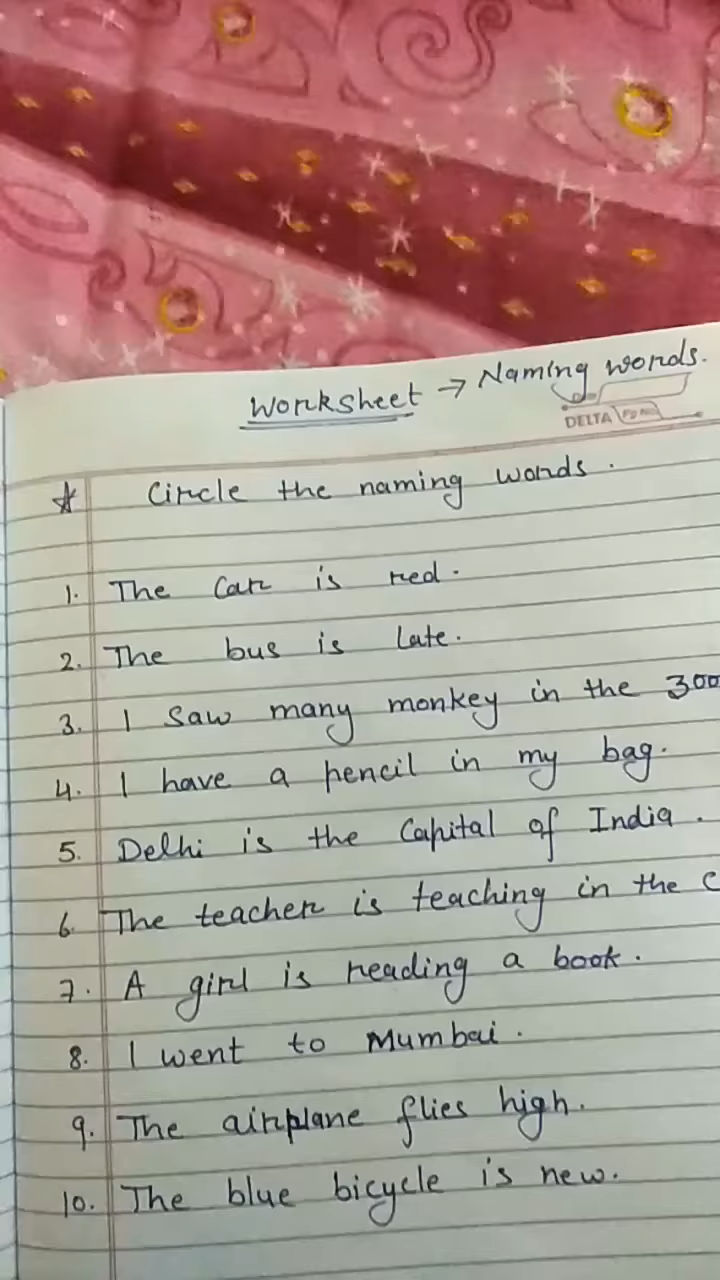 Worksheet → Naming words.
DELTA
☆ Circle the naming words.
1. The Car is red.
2. The bus is late.
3. I saw many monkey in the zoo
4. I have a pencil in my bag.
5. Delhi is the Capital of India.
6. The teacher is teaching in the
7. A girl is reading a book.
8. I went to Mumbai.
9. The airplane flies high.
10. The blue bicycle is new.